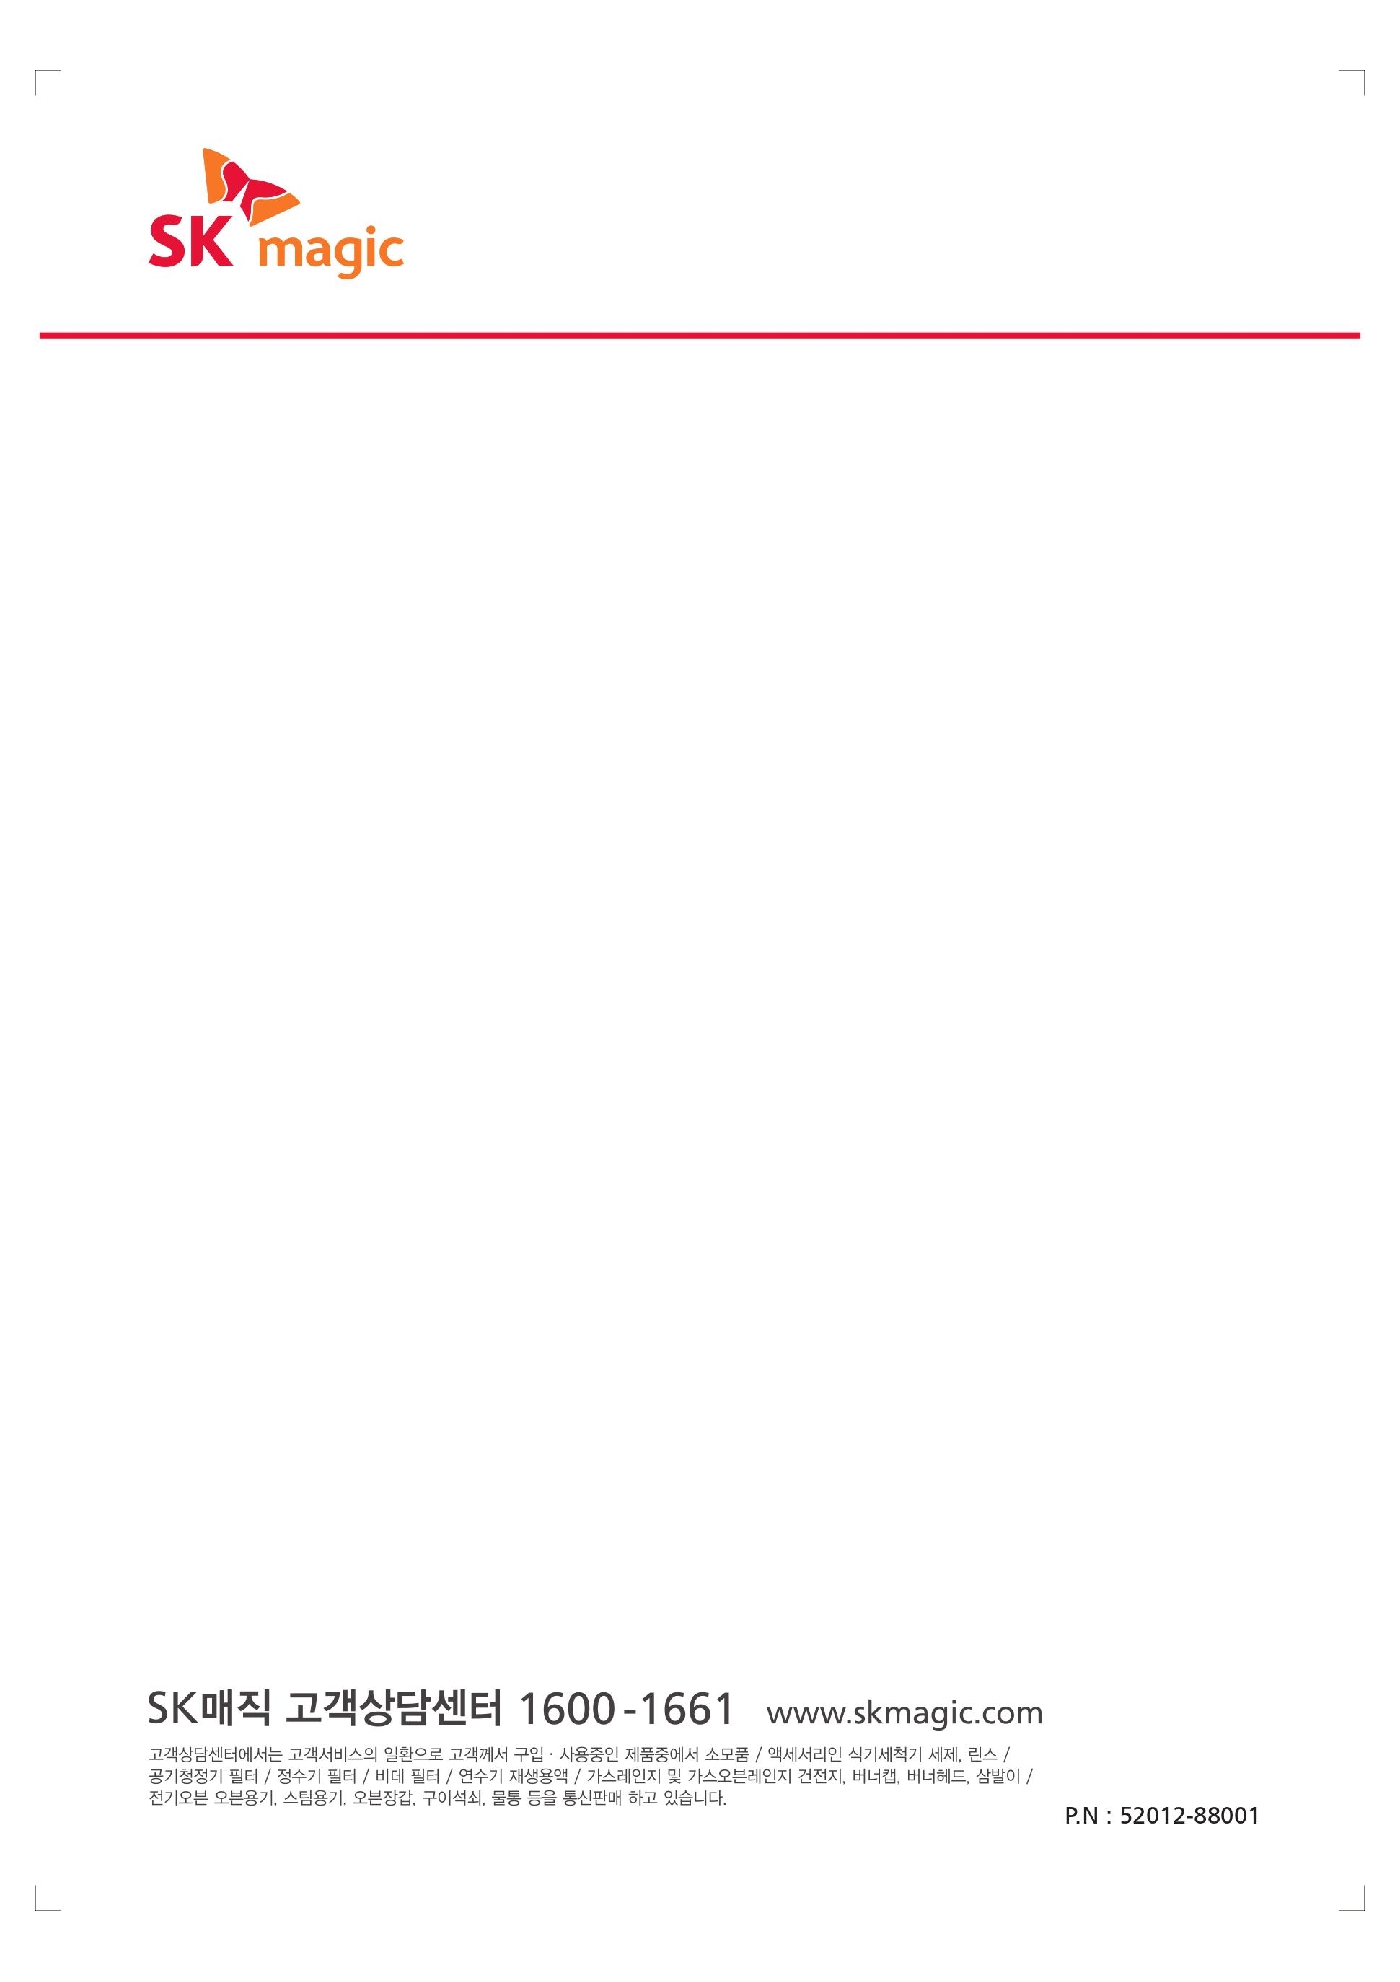 SK magic
SK매직 고객상담센터 1600-1661 www.skmagic.com
고객상담센터에서는 고객서비스의 일환으로 고객께서 구입 · 사용중인 제품중에서 소모품 / 액세서리인 식기세척기 세제, 린스 /
공기청정기 필터 / 정수기 필터 / 비데 필터 / 연수기 재생용액 / 가스레인지 및 가스오븐레인지 건전지, 버너캡, 버너헤드, 삼발이 /
전기오븐 오븐용기, 스팀용기, 오븐장갑, 구이석쇠, 물통 등을 통신판매 하고 있습니다.
P.N : 52012-88001